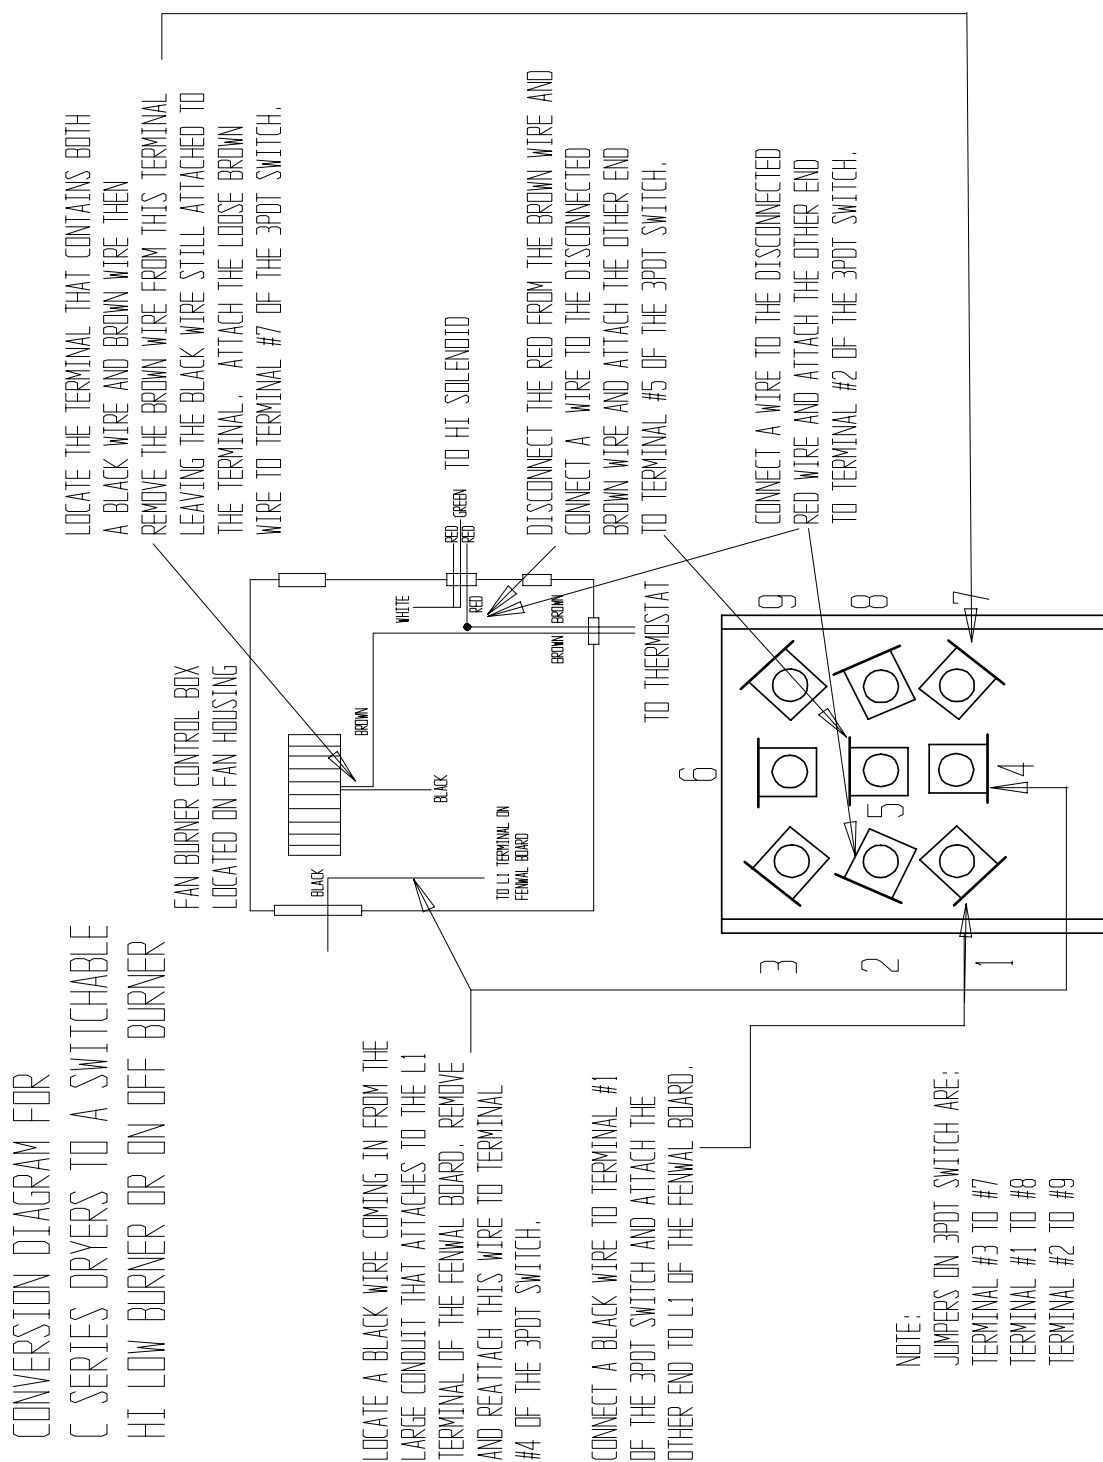 CONVERSION DIAGRAM FOR
C SERIES DRYERS TO A SWITCHABLE
HI LOW BURNER OR ON OFF BURNER
LOCATE THE TERMINAL THAT CONTAINS BOTH
A BLACK WIRE AND BROWN WIRE THEN
REMOVE THE BROWN WIRE FROM THIS TERMINAL
LEAVING THE BLACK WIRE STILL ATTACHED TO
THE TERMINAL. ATTACH THE LOOSE BROWN
WIRE TO TERMINAL #7 OF THE 3PDT SWITCH.
FAN BURNER CONTROL BOX
LOCATED ON FAN HOUSING
BLACK
BROWN
BLACK
WHITE
RED
GREEN
RED
TO HI SOLENOID
RED
BROWN
BROWN
TO L1 TERMINAL ON
FENWAL BOARD
TO THERMOSTAT
DISCONNECT THE RED FROM THE BROWN WIRE AND
CONNECT A WIRE TO THE DISCONNECTED
BROWN WIRE AND ATTACH THE OTHER END
TO TERMINAL #5 OF THE 3PDT SWITCH.
CONNECT A WIRE TO THE DISCONNECTED
RED WIRE AND ATTACH THE OTHER END
TO TERMINAL #2 OF THE 3PDT SWITCH.
LOCATE A BLACK WIRE COMING IN FROM THE
LARGE CONDUIT THAT ATTACHES TO THE L1
TERMINAL OF THE FENWAL BOARD. REMOVE
AND REATTACH THIS WIRE TO TERMINAL
#4 OF THE 3PDT SWITCH.
CONNECT A BLACK WIRE TO TERMINAL #1
OF THE 3PDT SWITCH AND ATTACH THE
OTHER END TO L1 OF THE FENWAL BOARD.
3
6
9
2
5
8
1
4
7
NOTE:
JUMPERS ON 3PDT SWITCH ARE:
TERMINAL #3 TO #7
TERMINAL #1 TO #8
TERMINAL #2 TO #9